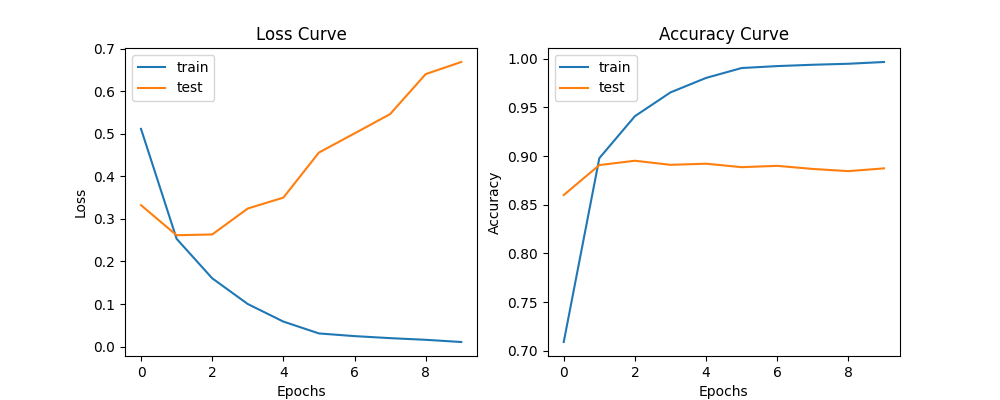 Loss Curve
0.7
0.6
0.5
0.4
0.3
0.2
0.1
0.0
Loss
train
test
0 2 4 6 8
Epochs
Accuracy Curve
1.00
0.95
0.90
0.85
0.80
0.75
0.70
Accuracy
train
test
0 2 4 6 8
Epochs